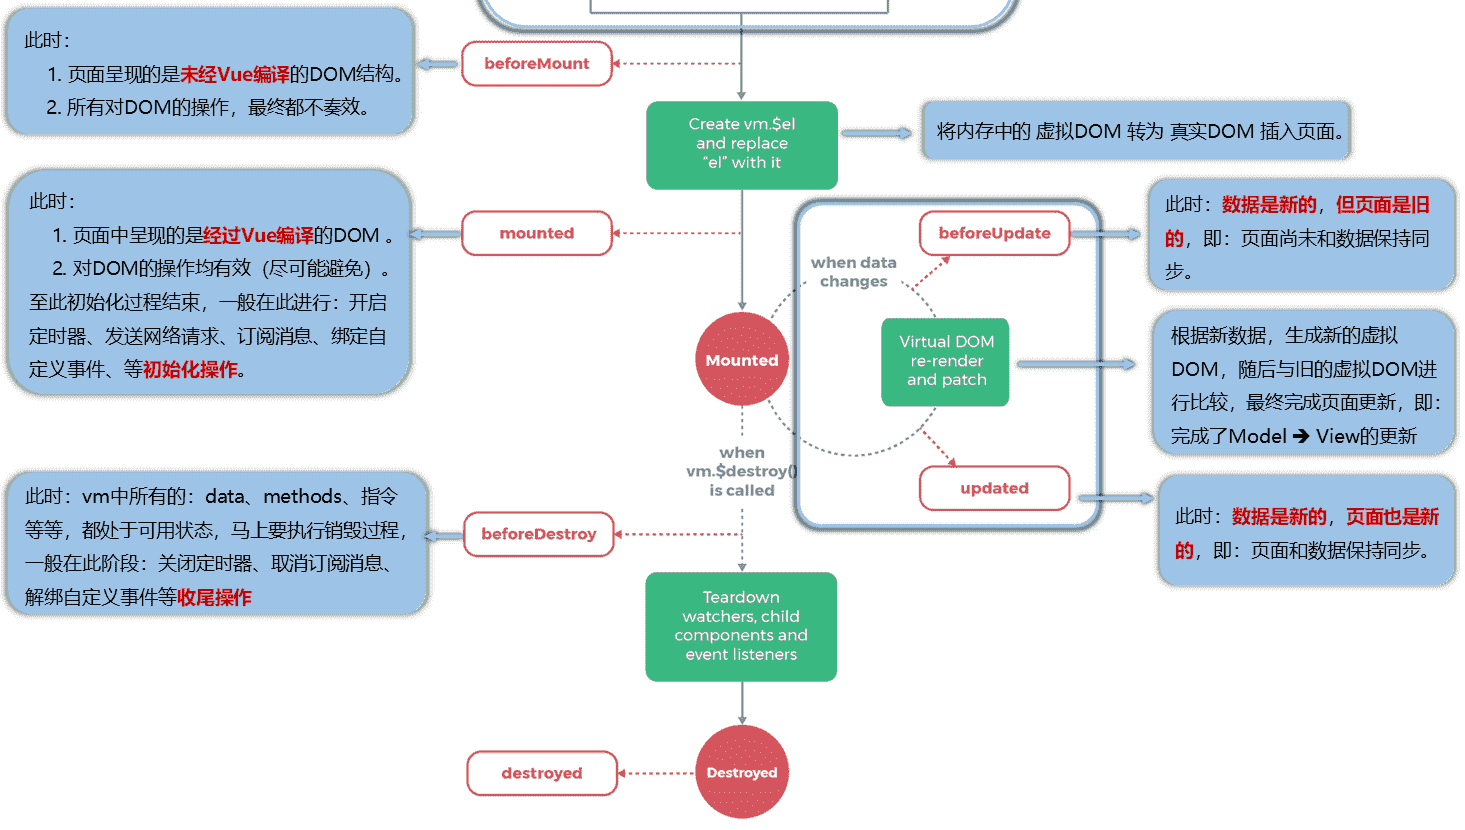 此时：
1. 页面呈现的是未经Vue编译的DOM结构。
2. 所有对DOM的操作，最终都不奏效。
beforeMount
Create vm.$el
and replace
“el” with it
将内存中的 虚拟DOM 转为 真实DOM 插入页面。
此时：
1. 页面中呈现的是经过Vue编译的DOM 。
2. 对DOM的操作均有效（尽可能避免）。
至此初始化过程结束，一般在此进行：开启
定时器、发送网络请求、订阅消息、绑定自
定义事件、等初始化操作。
mounted
Mounted
when data
changes
beforeUpdate
此时：数据是新的，但页面是旧
的，即：页面尚未和数据保持同
步。
Virtual DOM
re-render
and patch
根据新数据，生成新的虚拟
DOM，随后与旧的虚拟DOM进
行比较，最终完成页面更新，即：
完成了Model ➔ View的更新
updated
此时：数据是新的，页面也是新
的，即：页面和数据保持同步。
when
vm.$destroy()
is called
此时：vm中所有的：data、methods、指令
等等，都处于可用状态，马上要执行销毁过程，
一般在此阶段：关闭定时器、取消订阅消息、
解绑自定义事件等收尾操作
beforeDestroy
Teardown
watchers, child
components and
event listeners
destroyed
Destroyed